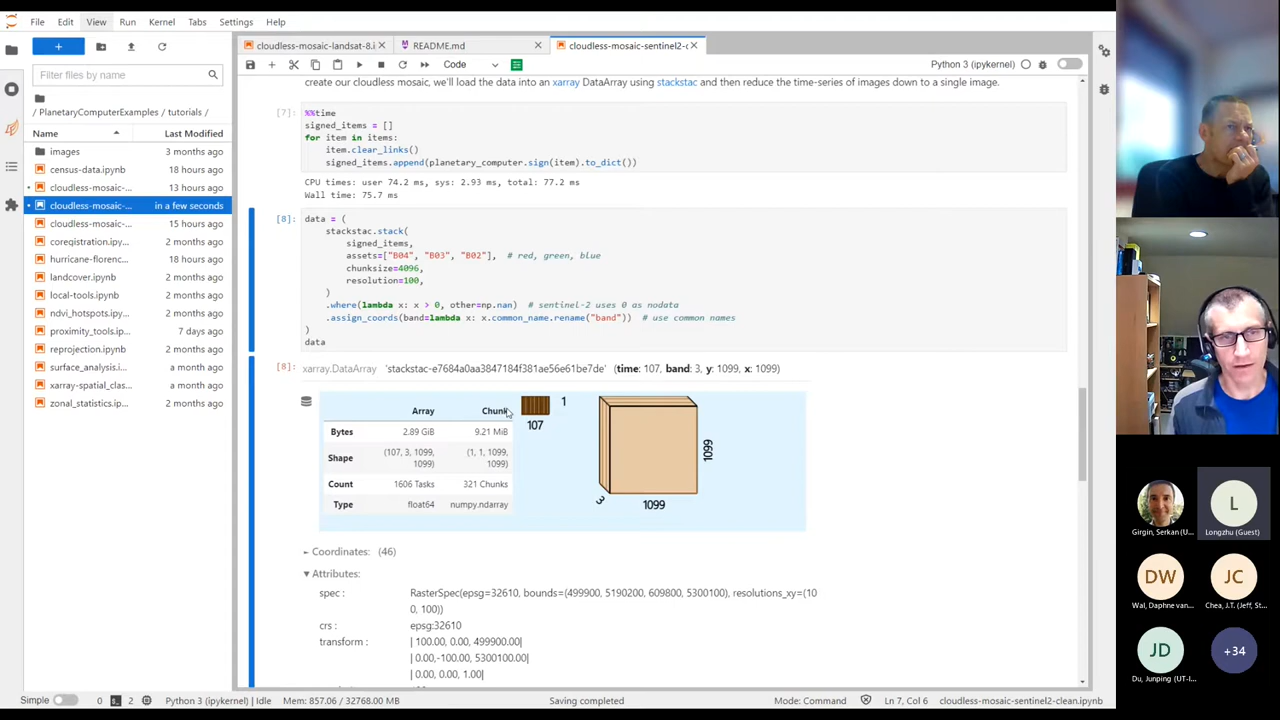 File Edit View Run Kernel Tabs Settings Help
+
Filter files by name
/ PlanetaryComputerExamples / tutorials /
Name Last Modified
images 3 months ago
census-data.ipynb 18 hours ago
cloudless-mosaic-... 13 hours ago
cloudless-mosaic-... in a few seconds
cloudless-mosaic-... 15 hours ago
coregistration.ipy... 2 months ago
hurricane-florenc... 2 months ago
landcover.ipynb 2 months ago
local-tools.ipynb 2 months ago
ndvi_hotspots.ipy... 2 months ago
proximity_tools.ip... 7 days ago
reprojection.ipynb 2 months ago
surface_analysis.i... a month ago
xarray-spatial_clas... a month ago
zonal_statistics.ip... 2 months ago
cloudless-mosaic-landsat-8.i README.md cloudless-mosaic-sentinel2-c
Code Python 3 (ipykernel)
create our cloudless mosaic, we'll load the data into an xarray DataArray using stackstac and then reduce the time-series of images down to a single image.
[7]: %%time
signed_items = []
for item in items:
item.clear_links()
signed_items.append(planetary_computer.sign(item).to_dict())
CPU times: user 74.2 ms, sys: 2.93 ms, total: 77.2 ms
Wall time: 75.7 ms
[8]: data = (
stackstac.stack(
signed_items,
assets=["B04", "B03", "B02"], # red, green, blue
chunksize=4096,
resolution=100,
)
.where(lambda x: x > 0, other=np.nan) # sentinel-2 uses 0 as nodata
.assign_coords(band=lambda x: x.common_name.rename("band")) # use common names
)
data
[8]: xarray.DataArray 'stackstac-e7684a0aa3847184f381ae56e61be7de' (time: 107, band: 3, y: 1099, x: 1099)
Array Chunk
Bytes 2.89 GiB 9.21 MiB
Shape (107, 3, 1099, 1099) (1, 1, 1099, 1099)
Count 1606 Tasks 321 Chunks
Type float64 numpy.ndarray
1
107
1099
3
1099
Coordinates: (46)
Attributes:
spec : RasterSpec(epsg=32610, bounds=(499900, 5190200, 609800, 5300100), resolutions_xy=(10
0, 100))
crs : epsg:32610
transform : | 100.00, 0.00, 499900.00|
| 0.00,-100.00, 5300100.00|
| 0.00, 0.00, 1.00|
Simple 0 2 Python 3 (ipykernel) | Idle Mem: 857.06 / 32768.00 MB Saving completed Mode: Command Ln 7, Col 6 cloudless-mosaic-sentinel2-clean.ipynb
Girgin, Serkan (U...
L
Longzhu (Guest)
DW
Wal, Daphne van...
JC
Chea, J.T. (Jeff, St...
JD
Du, Junping (UT-I...
+34